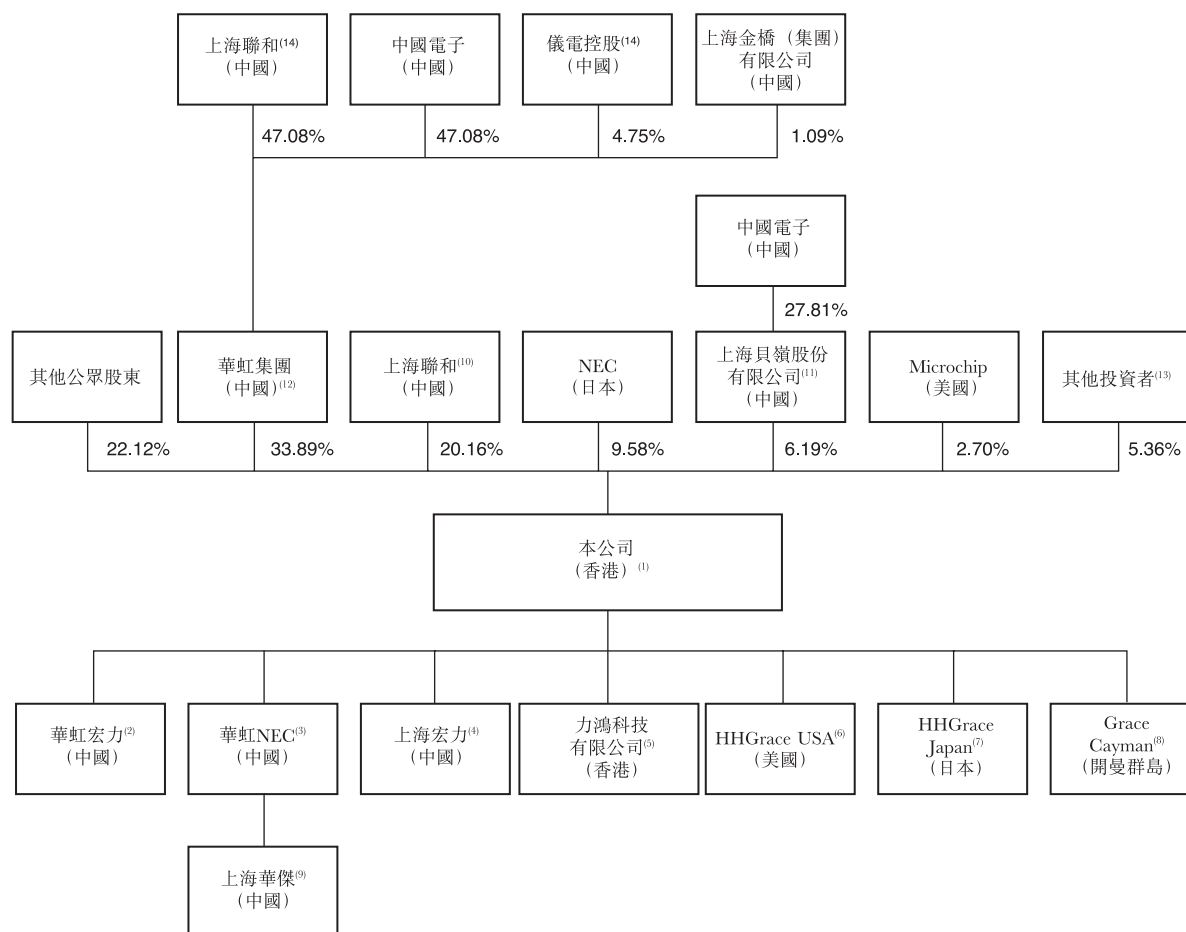 上海聯和(14)
(中國)
中國電子
(中國)
儀電控股(14)
(中國)
上海金橋(集團)
有限公司
(中國)
47.08%
47.08%
4.75%
1.09%
中國電子
(中國)
27.81%
其他公眾股東
華虹集團
(中國)(12)
上海聯和(10)
(中國)
NEC
(日本)
上海貝嶺股份
有限公司(11)
(中國)
Microchip
(美國)
其他投資者(13)
22.12%
33.89%
20.16%
9.58%
6.19%
2.70%
5.36%
本公司
(香港)(1)
華虹宏力(2)
(中國)
華虹NEC(3)
(中國)
上海宏力(4)
(中國)
力鴻科技
有限公司(5)
(香港)
HHGrace USA(6)
(美國)
HHGrace
Japan(7)
(日本)
Grace
Cayman(8)
(開曼群島)
上海華傑(9)
(中國)